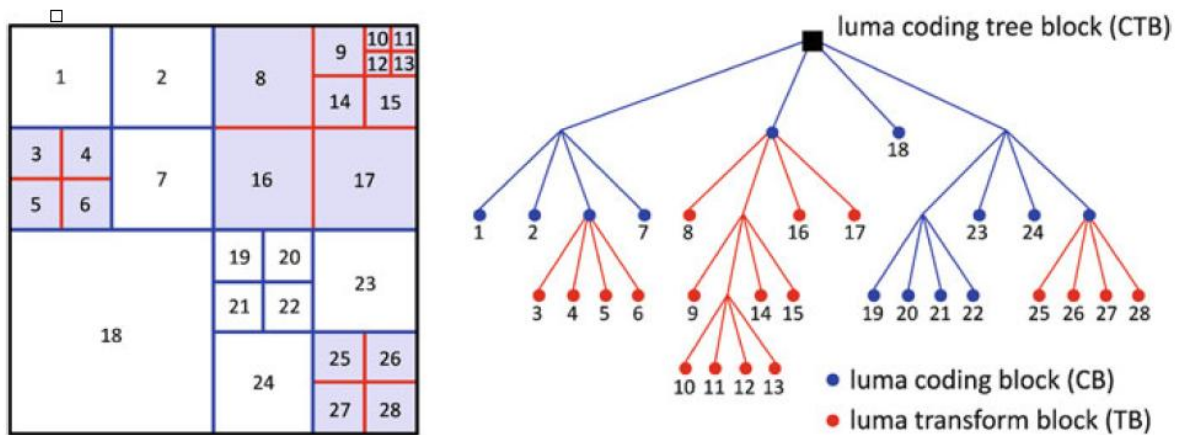 luma coding tree block (CTB)
1 2 8 9 10 11
12 13
14 15
3 4 7 16 17
5 6
18 19 20 23
21 22
24 25 26
27 28
18
1 2 7 8 16 17 23 24
3 4 5 6 9 14 15 19 20 21 22 25 26 27 28
10 11 12 13
luma coding block (CB)
luma transform block (TB)